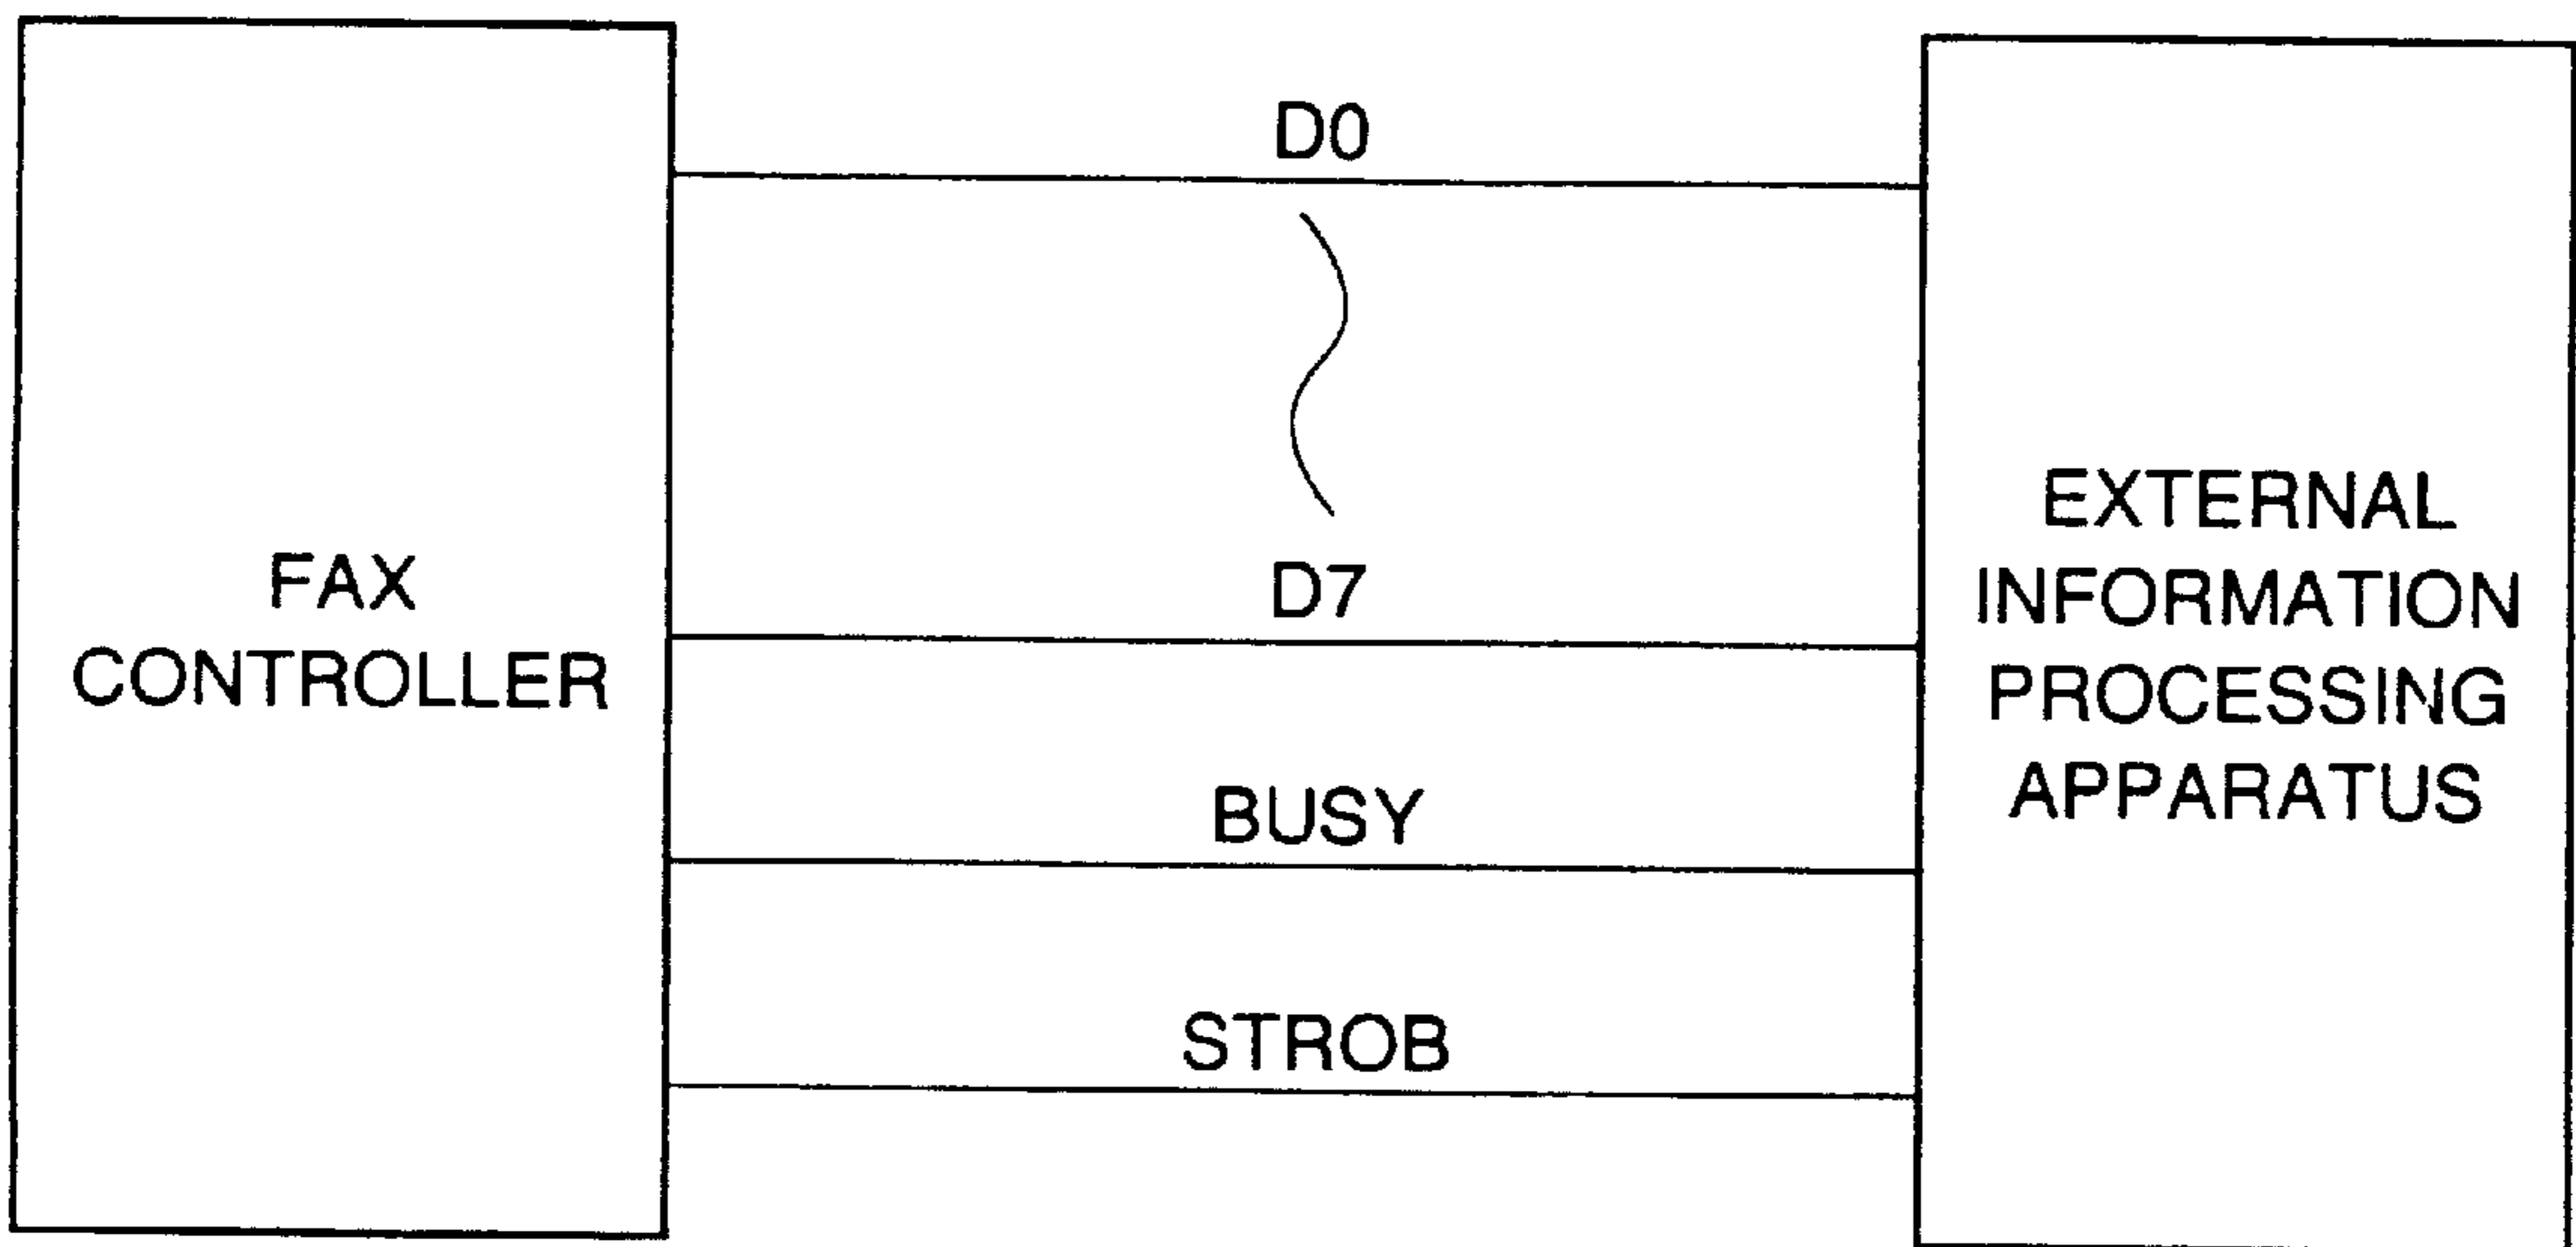 FAX
CONTROLLER
D0
D7
BUSY
STROB
EXTERNAL
INFORMATION
PROCESSING
APPARATUS